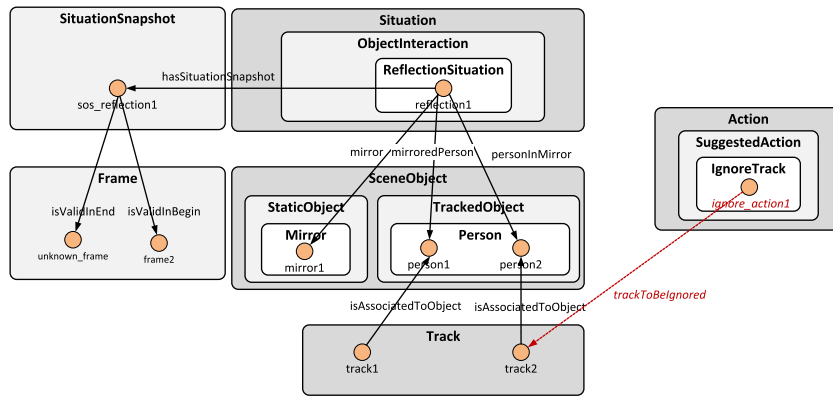 SituationSnapshot
Situation
ObjectInteraction
ReflectionSituation
hasSituationSnapshot
sos_reflection1
reflection1
Action
SuggestedAction
IgnoreTrack
ignore_action1
mirror
mirroredPerson
personInMirror
Frame
SceneObject
isValidInEnd
isValidInBegin
StaticObject
TrackedObject
Mirror
Person
unknown_frame
frame2
mirror1
person1
person2
isAssociatedToObject
isAssociatedToObject
trackToBeIgnored
Track
track1
track2